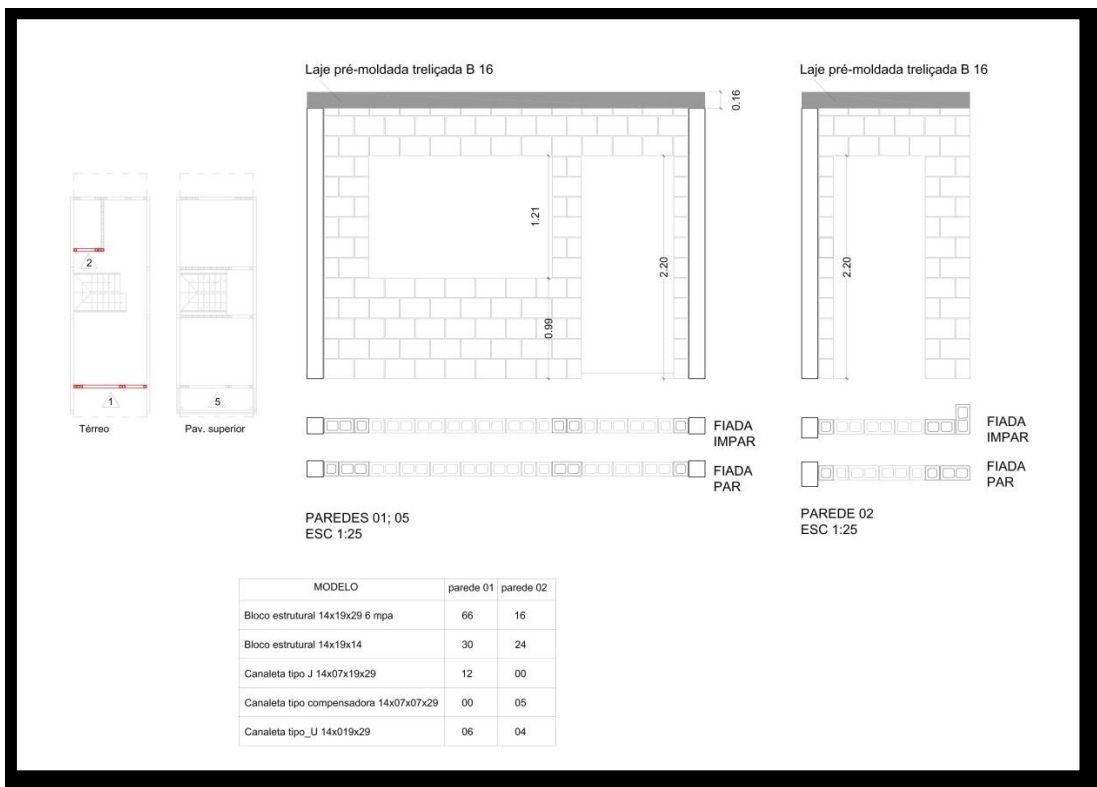 Laje pré-moldada treliçada B 16
Laje pré-moldada treliçada B 16
0.16
1.21
2.20
0.99
2.20
2
1
5
Térreo
Pav. superior
FIADA
IMPAR
FIADA
PAR
FIADA
IMPAR
FIADA
PAR
PAREDES 01; 05
ESC 1:25
PAREDE 02
ESC 1:25
MODELO parede 01 parede 02
Bloco estrutural 14x19x29 6 mpa 66 16
Bloco estrutural 14x19x14 30 24
Canaleta tipo J 14x07x19x29 12 00
Canaleta tipo compensadora 14x07x07x29 00 05
Canaleta tipo_U 14x019x29 06 04